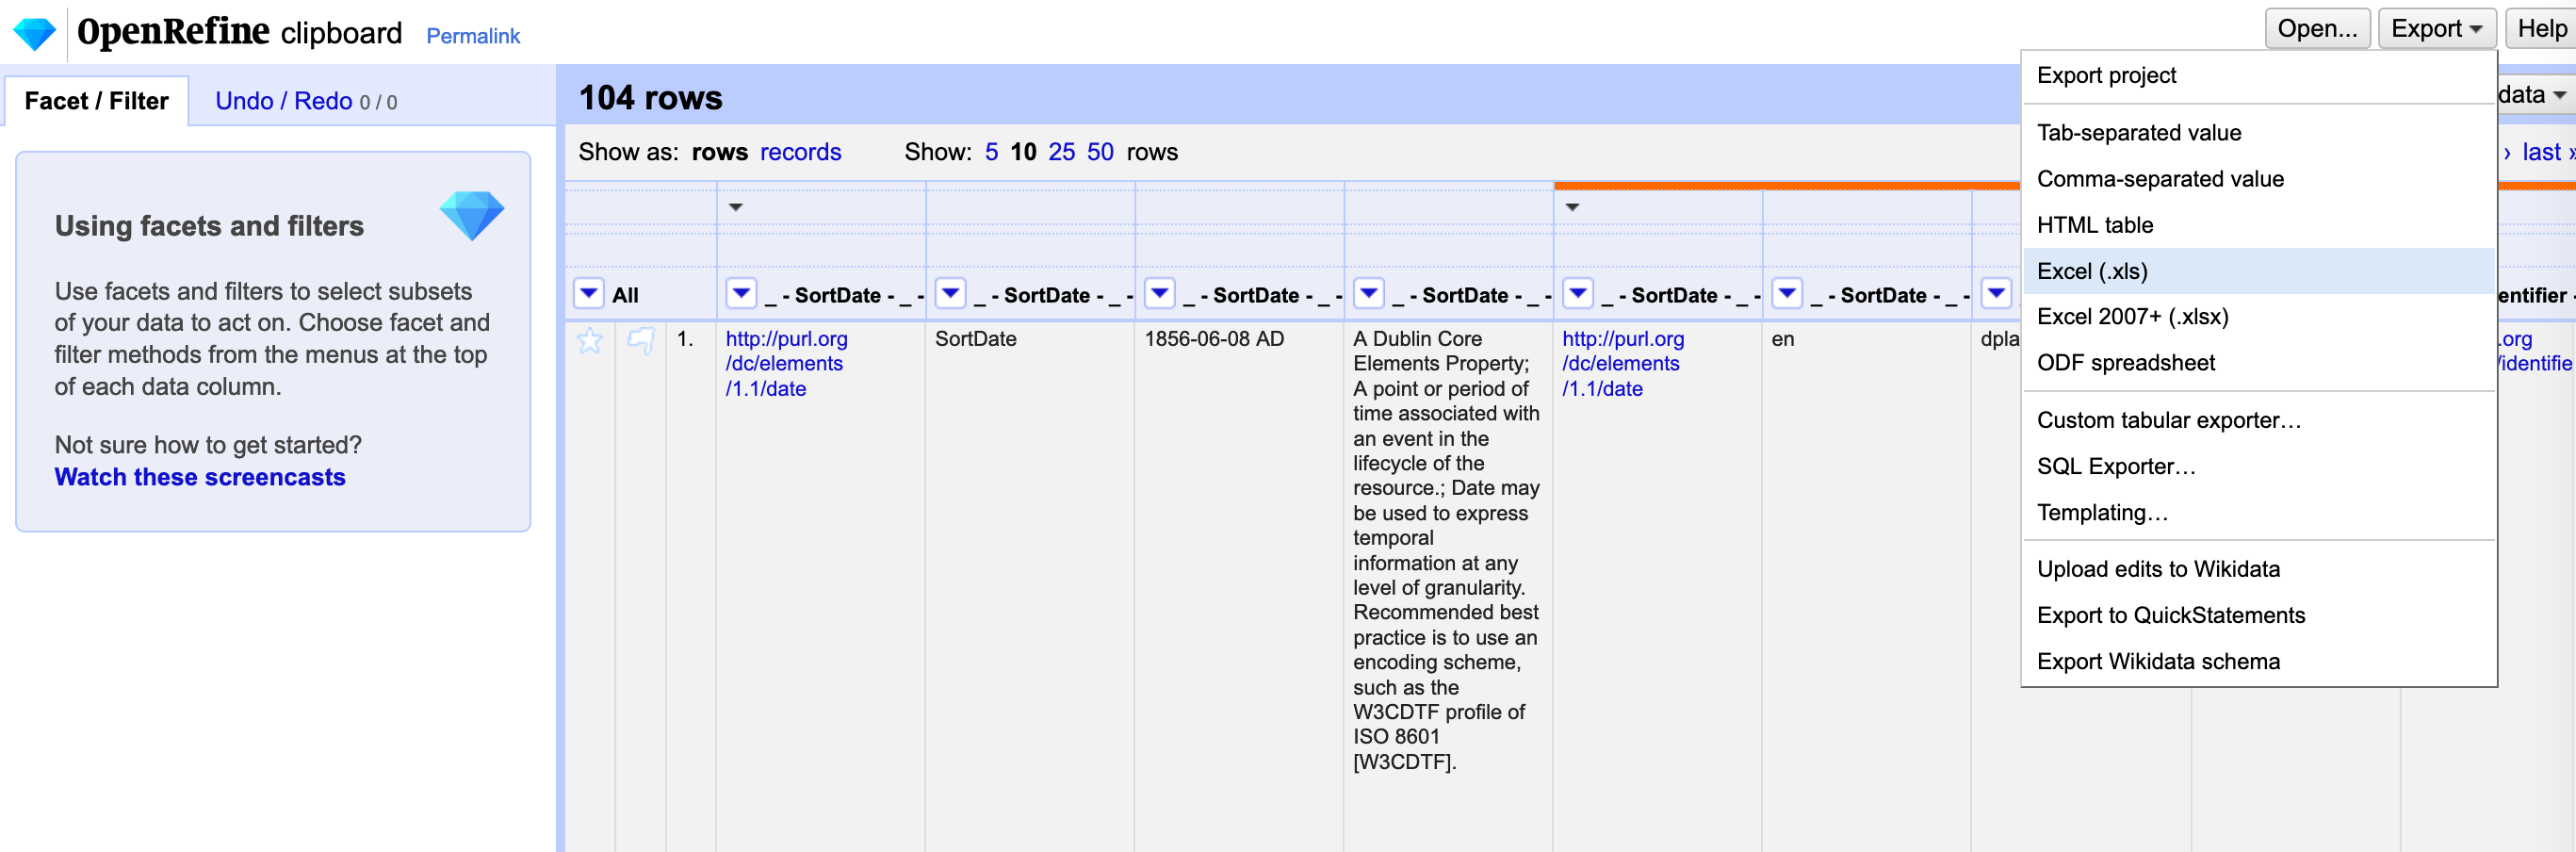 OpenRefine clipboard Permalink
Open... Export Help
Facet / Filter Undo / Redo 0 / 0
Using facets and filters
Use facets and filters to select subsets
of your data to act on. Choose facet and
filter methods from the menus at the top
of each data column.
Not sure how to get started?
Watch these screencasts
104 rows
data
Show as: rows records Show: 5 10 25 50 rows
› last »
All
_ - SortDate - _ -
_ - SortDate - _ -
_ - SortDate - _ -
_ - SortDate - _ -
_ - SortDate - _ -
_ - SortDate - _ -
entifier -
1.
http://purl.org
/dc/elements
/1.1/date
SortDate
1856-06-08 AD
A Dublin Core
Elements Property;
A point or period of
time associated with
an event in the
lifecycle of the
resource.; Date may
be used to express
temporal
information at any
level of granularity.
Recommended best
practice is to use an
encoding scheme,
such as the
W3CDTF profile of
ISO 8601
[W3CDTF].
http://purl.org
/dc/elements
/1.1/date
en
dpla
.org
/identifie
Export project
Tab-separated value
Comma-separated value
HTML table
Excel (.xls)
Excel 2007+ (.xlsx)
ODF spreadsheet
Custom tabular exporter…
SQL Exporter…
Templating…
Upload edits to Wikidata
Export to QuickStatements
Export Wikidata schema